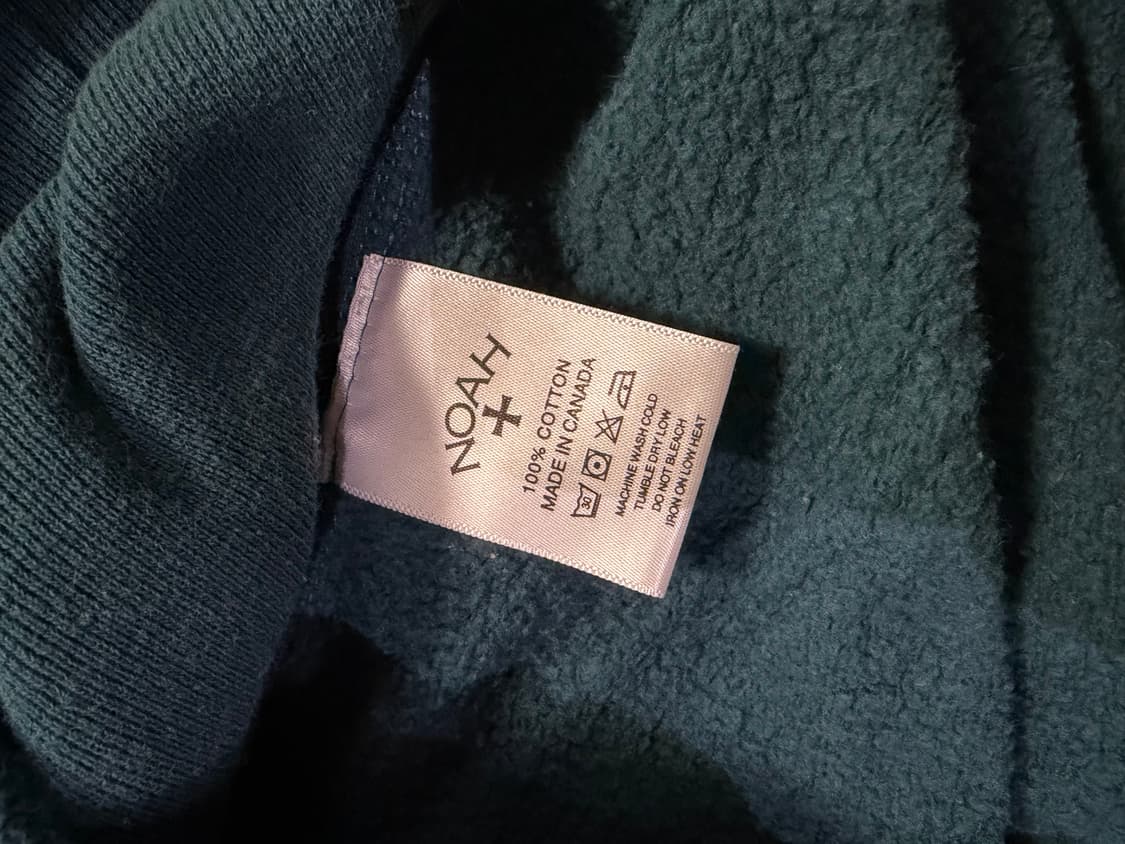 NOAH
100% COTTON
MADE IN CANADA
30
MACHINE WASH COLD
TUMBLE DRY LOW
DO NOT BLEACH
IRON ON LOW HEAT